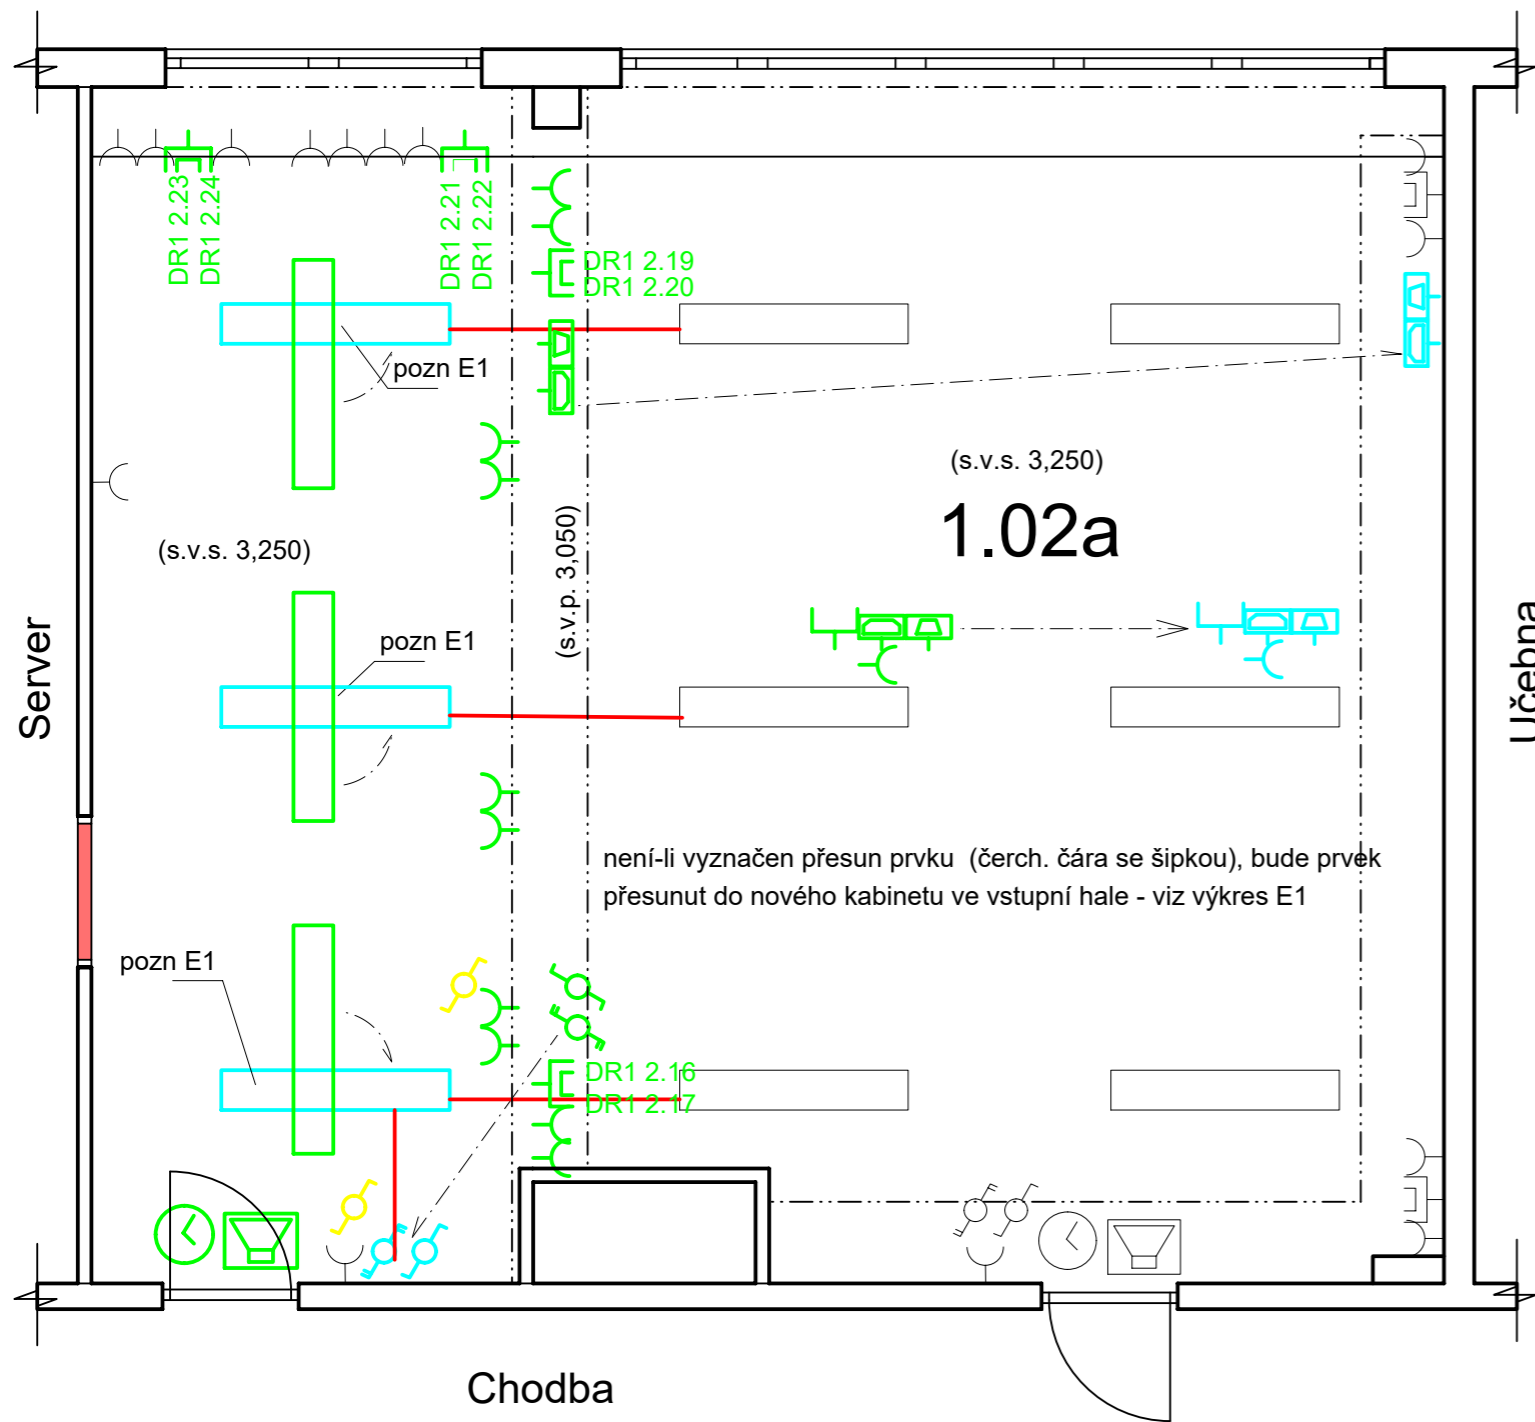 DR1 2.23
DR1 2.24
DR1 2.21
DR1 2.22
DR1 2.19
DR1 2.20
pozn E1
(s.v.s. 3,250)
1.02a
(s.v.s. 3,250)
(s.v.p. 3,050)
Server
pozn E1
Učebna
není-li vyznačen přesun prvku (čerch. čára se šipkou), bude prvek
přesunut do nového kabinetu ve vstupní hale - viz výkres E1
pozn E1
DR1 2.16
DR1 2.17
Chodba